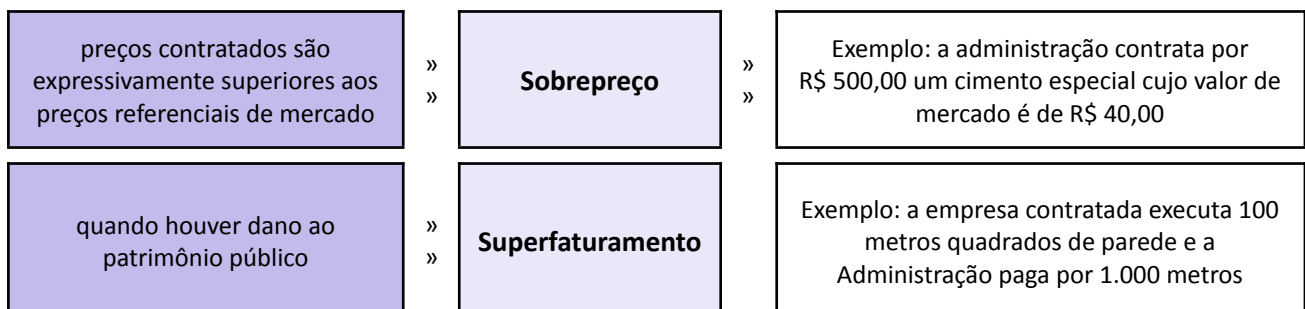 preços contratados são
expressivamente superiores aos
preços referenciais de mercado
»
»
Sobrepreço
»
»
Exemplo: a administração contrata por
R$ 500,00 um cimento especial cujo valor de
mercado é de R$ 40,00
quando houver dano ao
patrimônio público
»
»
Superfaturamento
Exemplo: a empresa contratada executa 100
metros quadrados de parede e a
Administração paga por 1.000 metros